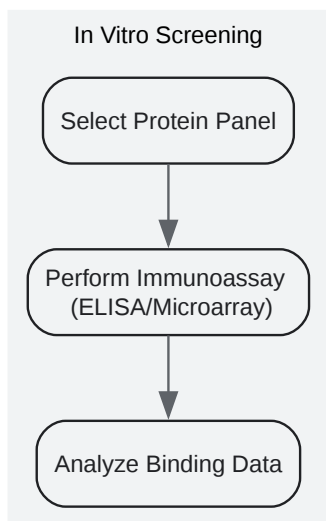 In Vitro Screening
Select Protein Panel
Perform Immunoassay
(ELISA/Microarray)
Analyze Binding Data